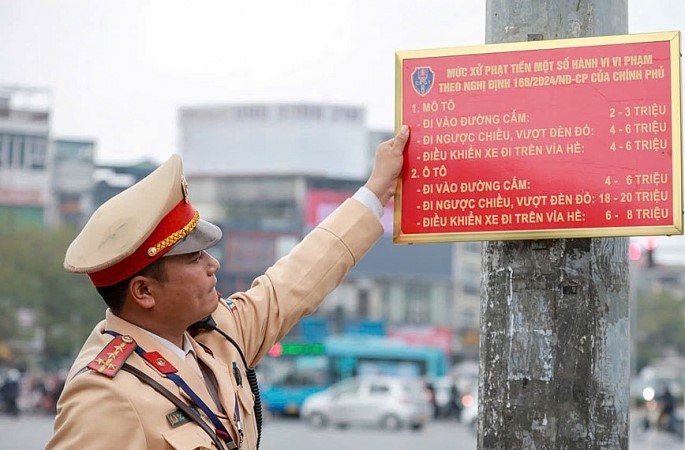 MỨC XỬ PHẠT TIỀN MỘT SỐ HÀNH VI VI PHẠM
THEO NGHỊ ĐỊNH 168/2024/NĐ-CP CỦA CHÍNH PHỦ
1. MÔ TÔ
- ĐI VÀO ĐƯỜNG CẤM: 2 - 3 TRIỆU
- ĐI NGƯỢC CHIỀU, VƯỢT ĐÈN ĐỎ: 4 - 6 TRIỆU
- ĐIỀU KHIỂN XE ĐI TRÊN VỈA HÈ: 4 - 6 TRIỆU
2. Ô TÔ
- ĐI VÀO ĐƯỜNG CẤM: 4 - 6 TRIỆU
- ĐI NGƯỢC CHIỀU, VƯỢT ĐÈN ĐỎ: 18 - 20 TRIỆU
- ĐIỀU KHIỂN XE ĐI TRÊN VỈA HÈ: 6 - 8 TRIỆU